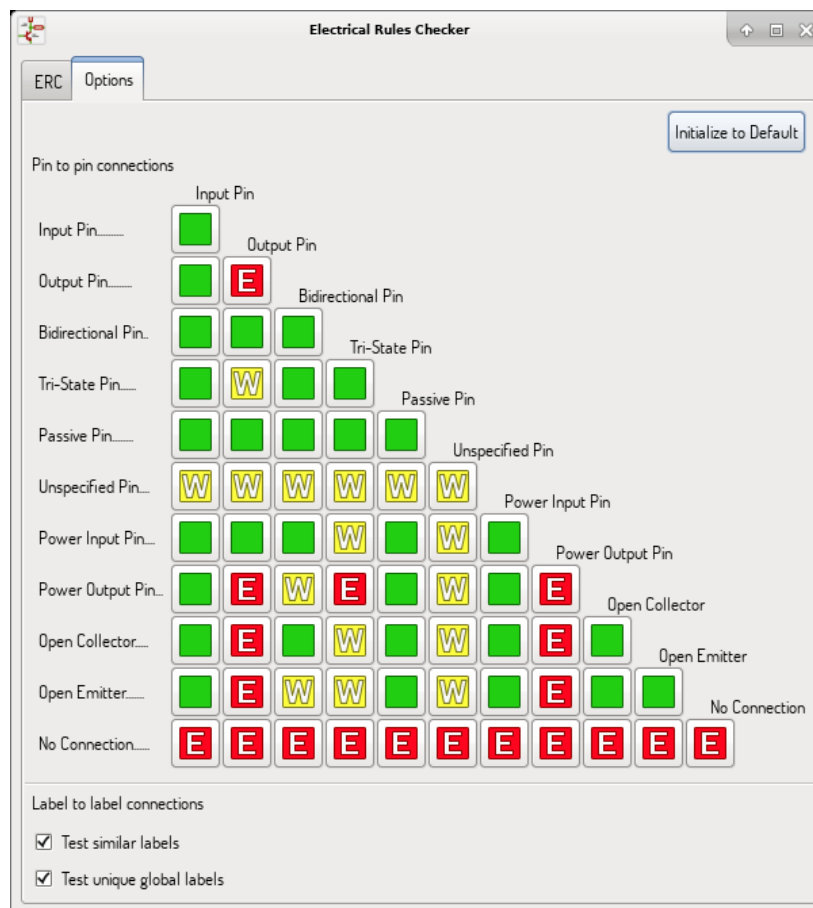 Electrical Rules Checker
ERC Options
Initialize to Default
Pin to pin connections
Input Pin
Input Pin.........
Output Pin
Output Pin........ E
Bidirectional Pin
Bidirectional Pin..
Tri-State Pin
Tri-State Pin..... W
Passive Pin
Passive Pin.......
Unspecified Pin
Unspecified Pin.... W W W W W W
Power Input Pin
Power Input Pin.... W W
Power Output Pin
Power Output Pin... E W E W E
Open Collector
Open Collector..... E W W E
Open Emitter
Open Emitter....... E W W W E
No Connection
No Connection..... E E E E E E E E E E E
Label to label connections
Test similar labels
Test unique global labels